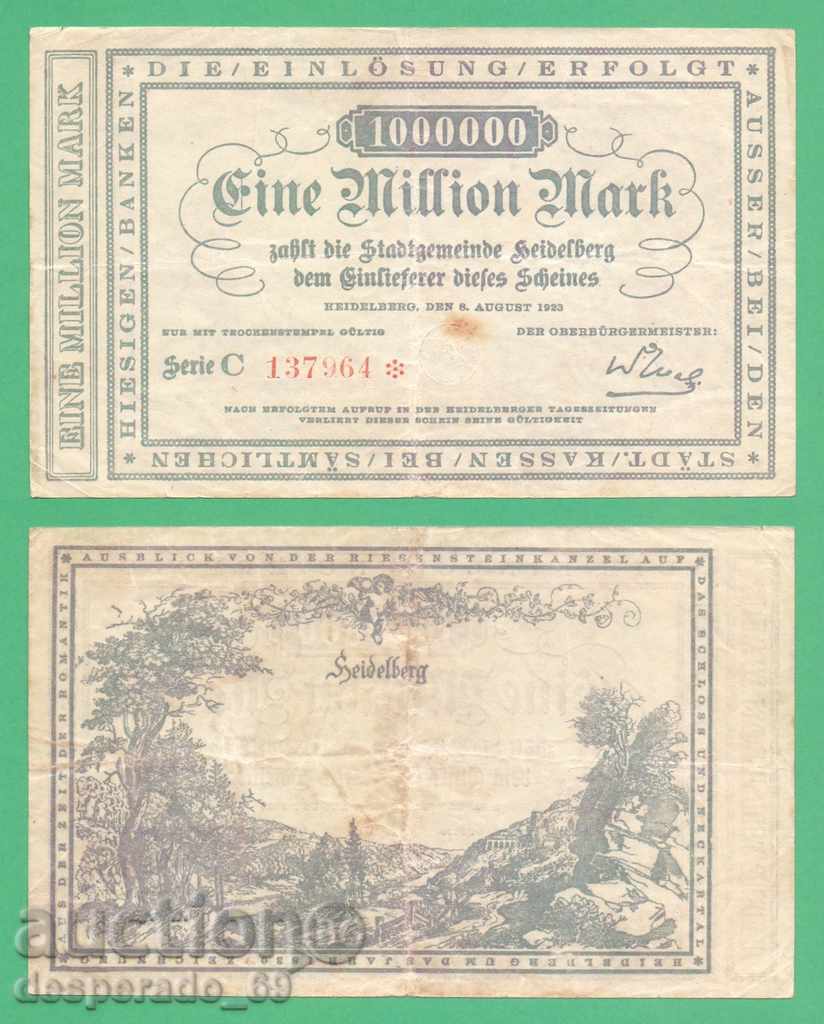 EINE MILLION MARK
* DIE / EINLÖSUNG / ERFOLGT *
AUSSER / BEI / DEN *
STÄDT. / KASSEN / BEI / SÄMTLICHEN *
HIESIGEN / BANKEN
1000000
Eine Million Mark
zahlt die Stadtgemeinde Heidelberg
dem Einlieferer dieses Scheines
HEIDELBERG, DEN 8. AUGUST 1923
NUR MIT TROCKENSTEMPEL GÜLTIG
DER OBERBÜRGERMEISTER:
Serie C 137964 *
NACH ERFOLGTEM AUFRUF IN DEN HEIDELBERGER TAGESZEITUNGEN
VERLIERT DIESER SCHEIN SEINE GÜLTIGKEIT
* AUSBLICK VON DER RIESENSTEINKANZEL AUF *
DAS SCHLOSS UND NECKARTAL
HEIDELBERG UM DAS JAHR 1830 / ZEICHNUNG
AUS DER ZEIT DER ROMANTIK
Heidelberg
auction
desperado_69